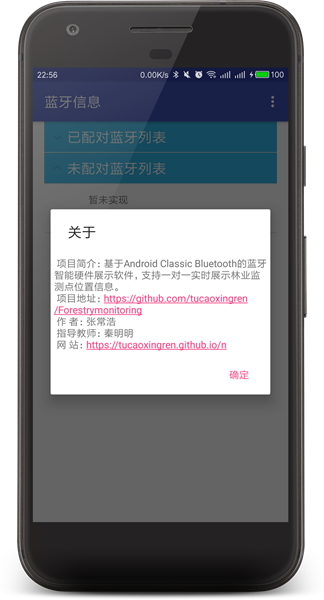 22:56 0.00K/s 100
蓝牙信息
已配对蓝牙列表
未配对蓝牙列表
暂未实现
关于
项目简介: 基于Android Classic Bluetooth的蓝牙
智能硬件展示软件, 支持一对一实时展示林业监
测点位置信息。
项目地址: https://github.com/tucaoxingren
/Forestrymonitoring
作 者: 张常浩
指导教师: 秦明明
网 站: https://tucaoxingren.github.io/n
确定